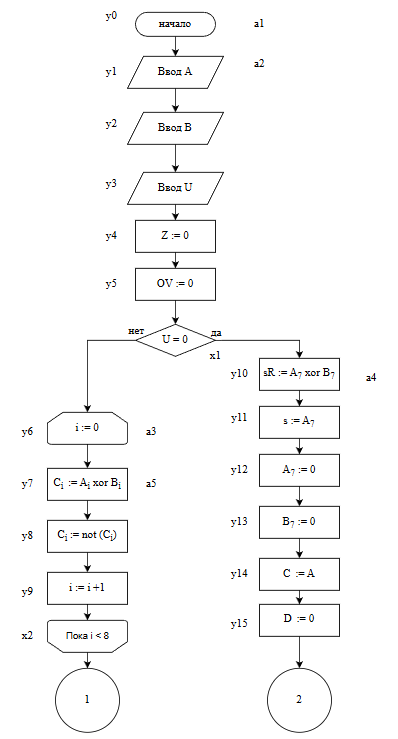 y0 начало a1
y1 Ввод A a2
y2 Ввод B
y3 Ввод U
y4 Z := 0
y5 OV := 0
нет U = 0 да
x1
y10 sR := A7 xor B7 a4
y6 i := 0 a3
y11 s := A7
y7 Ci := Ai xor Bi a5
y12 A7 := 0
y8 Ci := not (Ci)
y13 B7 := 0
y9 i := i +1
y14 C := A
y15 D := 0
x2 Пока i < 8
1
2